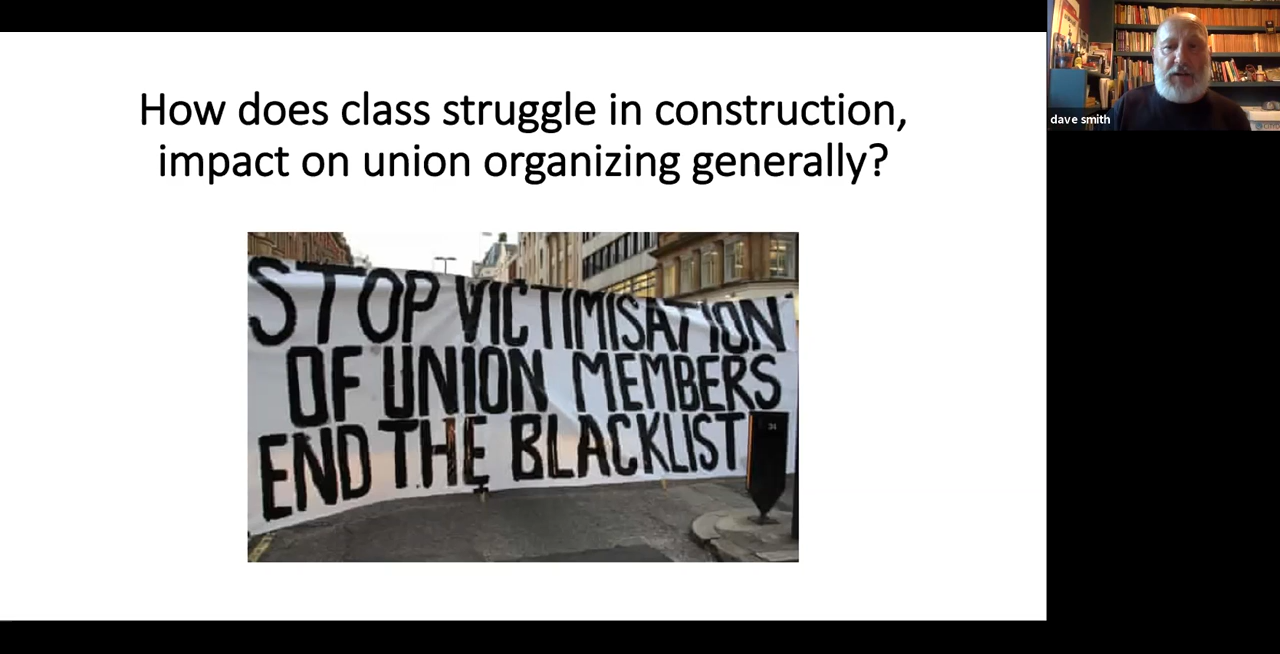 How does class struggle in construction,
impact on union organizing generally?
STOP VICTIMISATION
OF UNION MEMBERS
END THE BLACKLIST
34
dave smith